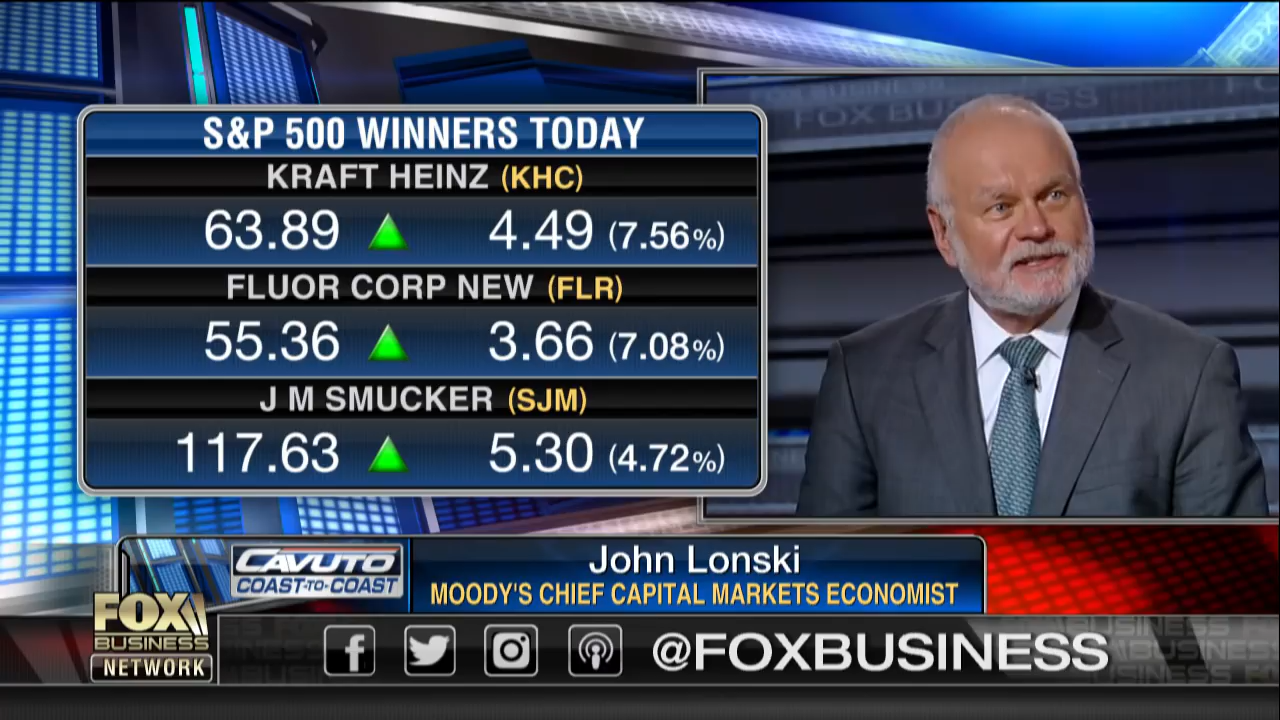 FOX BUSINESS
S&P 500 WINNERS TODAY
KRAFT HEINZ (KHC)
63.89 ▲ 4.49 (7.56%)
FLUOR CORP NEW (FLR)
55.36 ▲ 3.66 (7.08%)
J M SMUCKER (SJM)
117.63 ▲ 5.30 (4.72%)
CAVUTO
COAST-TO-COAST
John Lonski
MOODY'S CHIEF CAPITAL MARKETS ECONOMIST
FOX
BUSINESS
NETWORK
@FOXBUSINESS